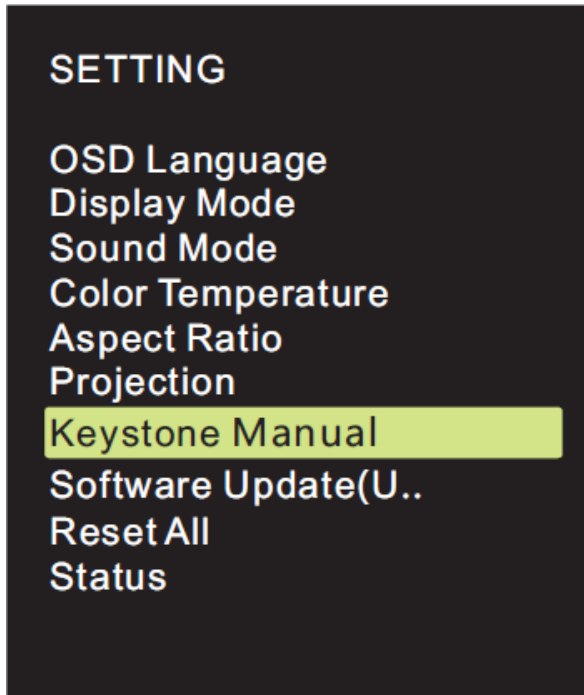 SETTING
OSD Language
Display Mode
Sound Mode
Color Temperature
Aspect Ratio
Projection
Keystone Manual
Software Update(U..
Reset All
Status